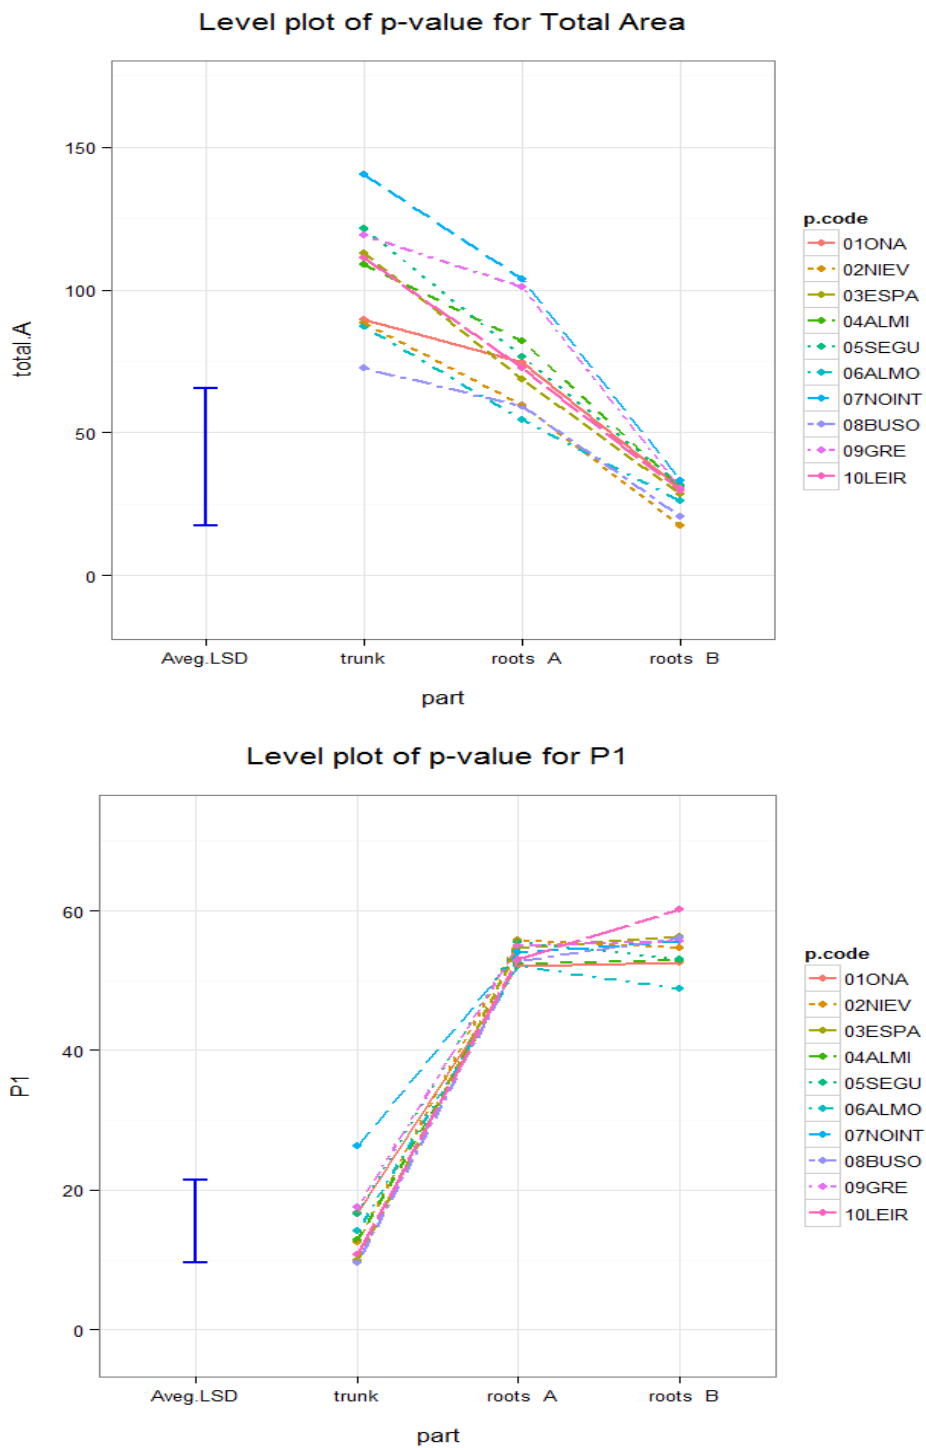 Level plot of p-value for Total Area
150
100
50
0
total.A
Aveg.LSD
trunk
roots A
roots B
part
p.code
01ONA
02NIEV
03ESPA
04ALMI
05SEGU
06ALMO
07NOINT
08BUSO
09GRE
10LEIR
Level plot of p-value for P1
60
40
20
0
P1
Aveg.LSD
trunk
roots A
roots B
part
p.code
01ONA
02NIEV
03ESPA
04ALMI
05SEGU
06ALMO
07NOINT
08BUSO
09GRE
10LEIR